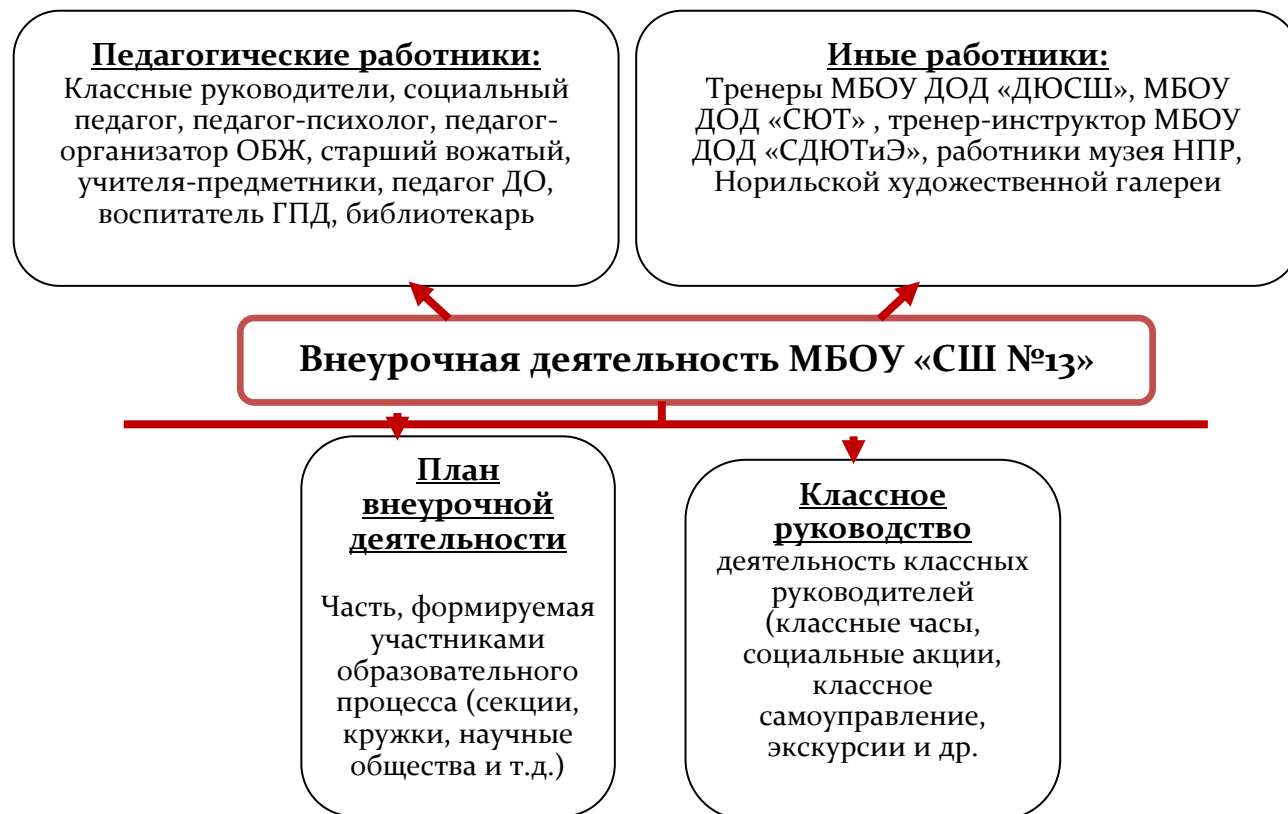 Педагогические работники:
Классные руководители, социальный
педагог, педагог-психолог, педагог-
организатор ОБЖ, старший вожатый,
учителя-предметники, педагог ДО,
воспитатель ГПД, библиотекарь
Иные работники:
Тренеры МБОУ ДОД «ДЮСШ», МБОУ
ДОД «СЮТ» , тренер-инструктор МБОУ
ДОД «СДЮТиЭ», работники музея НПР,
Норильской художественной галереи
Внеурочная деятельность МБОУ «СШ №13»
План
внеурочной
деятельности
Часть, формируемая
участниками
образовательного
процесса (секции,
кружки, научные
общества и т.д.)
Классное
руководство
деятельность классных
руководителей
(классные часы,
социальные акции,
классное
самоуправление,
экскурсии и др.